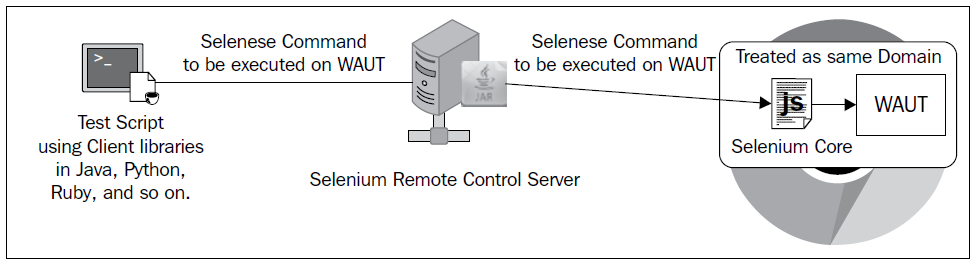 >_
Test Script
using Client libraries
in Java, Python,
Ruby, and so on.
Selenese Command
to be executed on WAUT
JAR
Selenium Remote Control Server
Selenese Command
to be executed on WAUT
Treated as same Domain
js
WAUT
Selenium Core